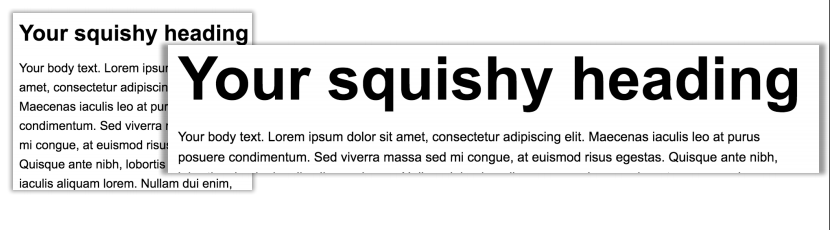 Your squishy heading
Your body text. Lorem ipsum
amet, consectetur adipiscin
Maecenas iaculis leo at pur
condimentum. Sed viverra
mi congue, at euismod risus
Quisque ante nibh, lobortis
iaculis aliquam lorem. Nullam dui enim,
Your squishy heading
Your body text. Lorem ipsum dolor sit amet, consectetur adipiscing elit. Maecenas iaculis leo at purus
posuere condimentum. Sed viverra massa sed mi congue, at euismod risus egestas. Quisque ante nibh,